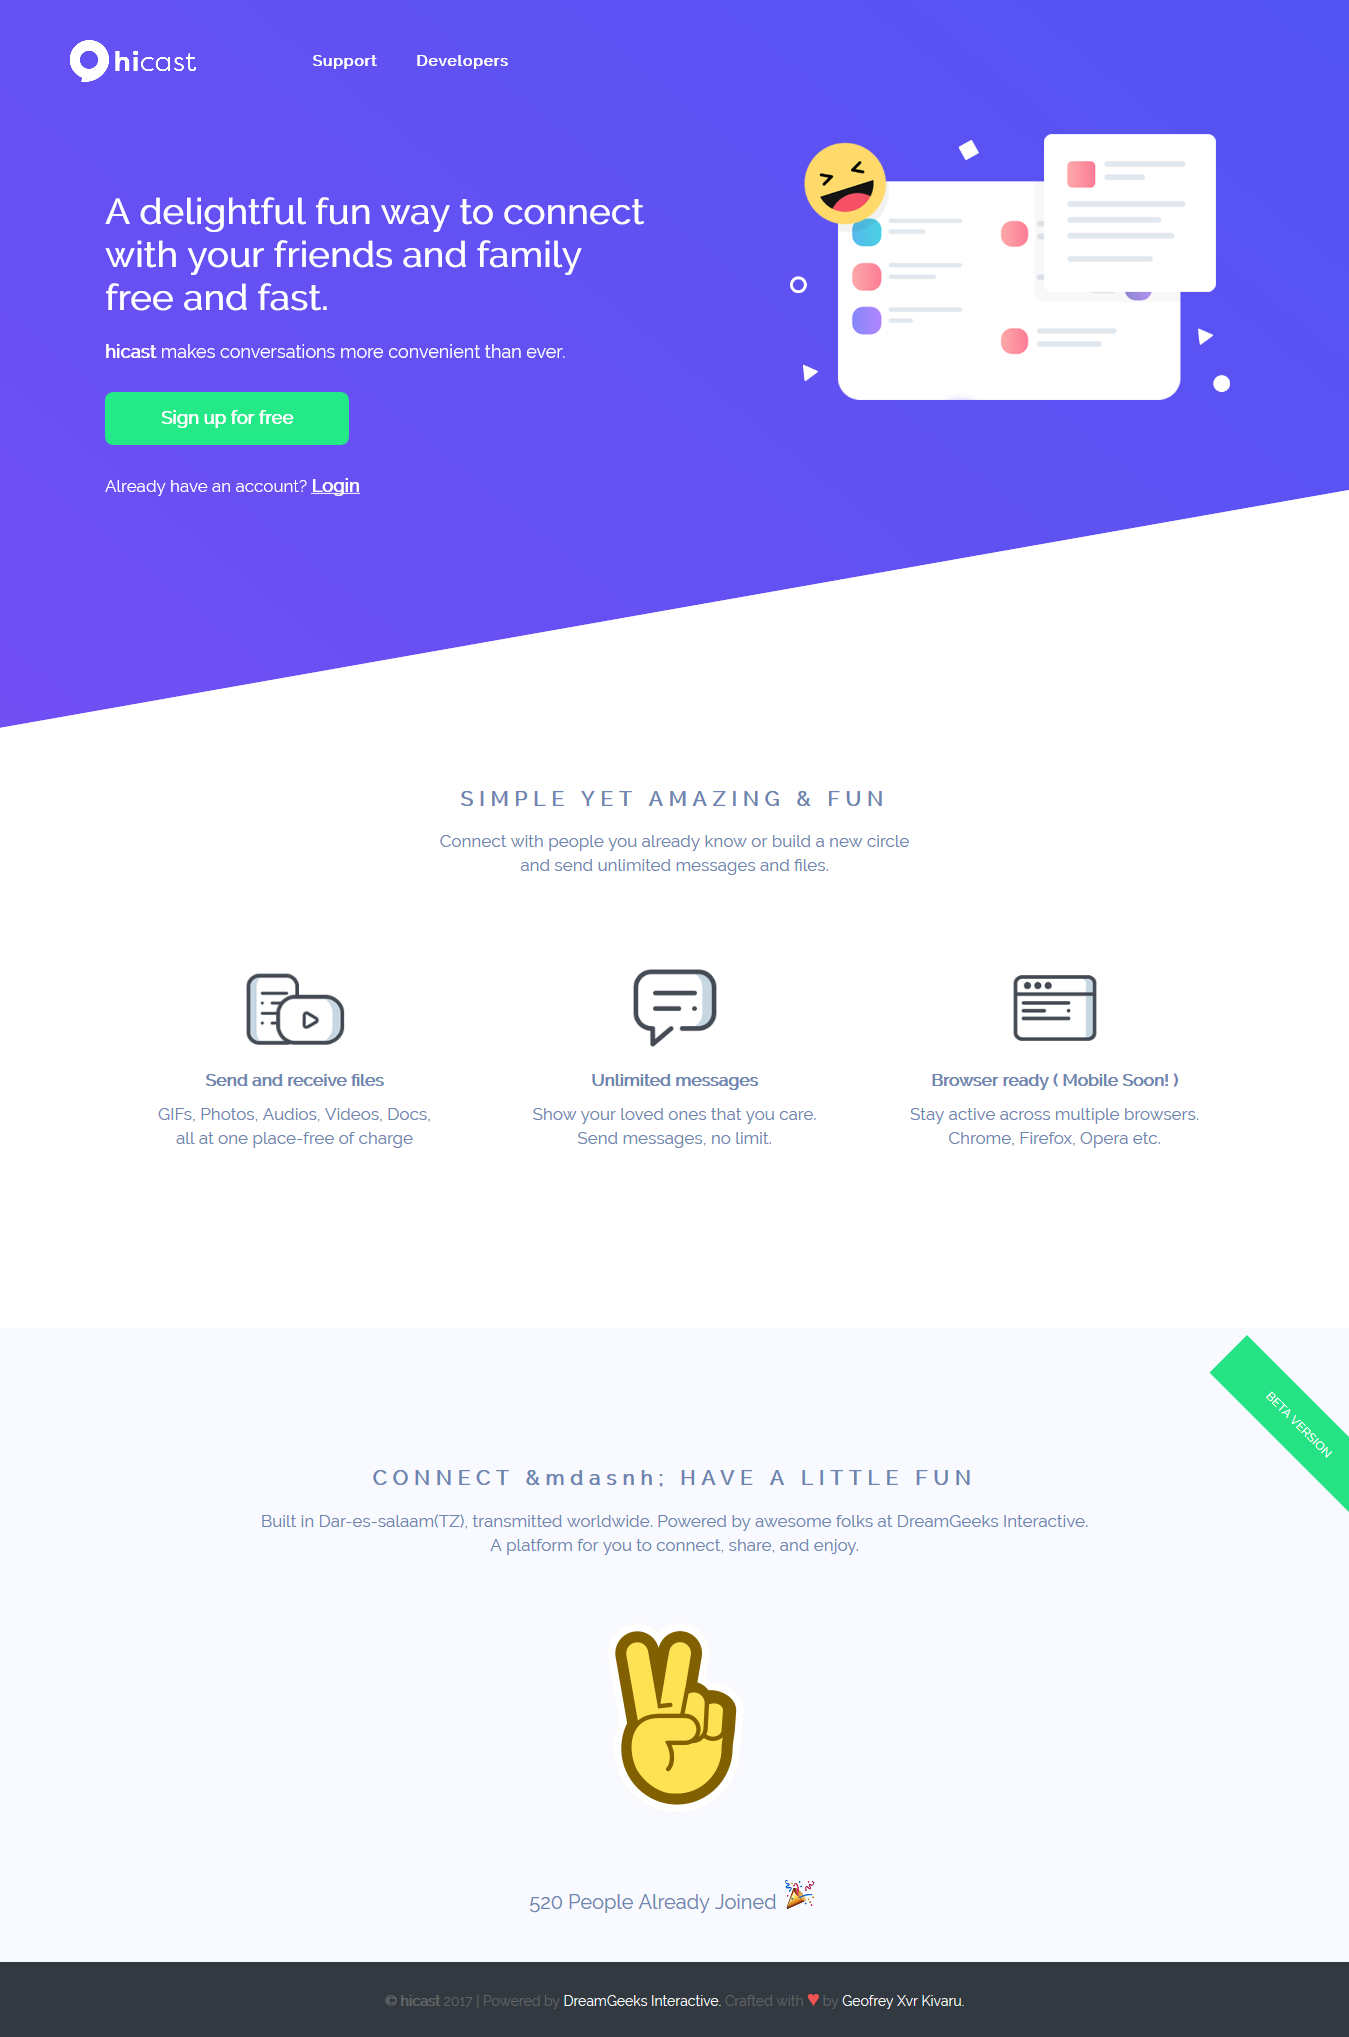 hicast
Support
Developers
A delightful fun way to connect
with your friends and family
free and fast.
hicast makes conversations more convenient than ever.
Sign up for free
Already have an account? Login
SIMPLE YET AMAZING & FUN
Connect with people you already know or build a new circle
and send unlimited messages and files.
Send and receive files
GIFs, Photos, Audios, Videos, Docs,
all at one place-free of charge
Unlimited messages
Show your loved ones that you care.
Send messages, no limit.
Browser ready ( Mobile Soon! )
Stay active across multiple browsers.
Chrome, Firefox, Opera etc.
BETA VERSION
CONNECT &mdasnh; HAVE A LITTLE FUN
Built in Dar-es-salaam(TZ), transmitted worldwide. Powered by awesome folks at DreamGeeks Interactive.
A platform for you to connect, share, and enjoy.
520 People Already Joined 🎉
© hicast 2017 | Powered by DreamGeeks Interactive. Crafted with ♥ by Geofrey Xvr Kivaru.